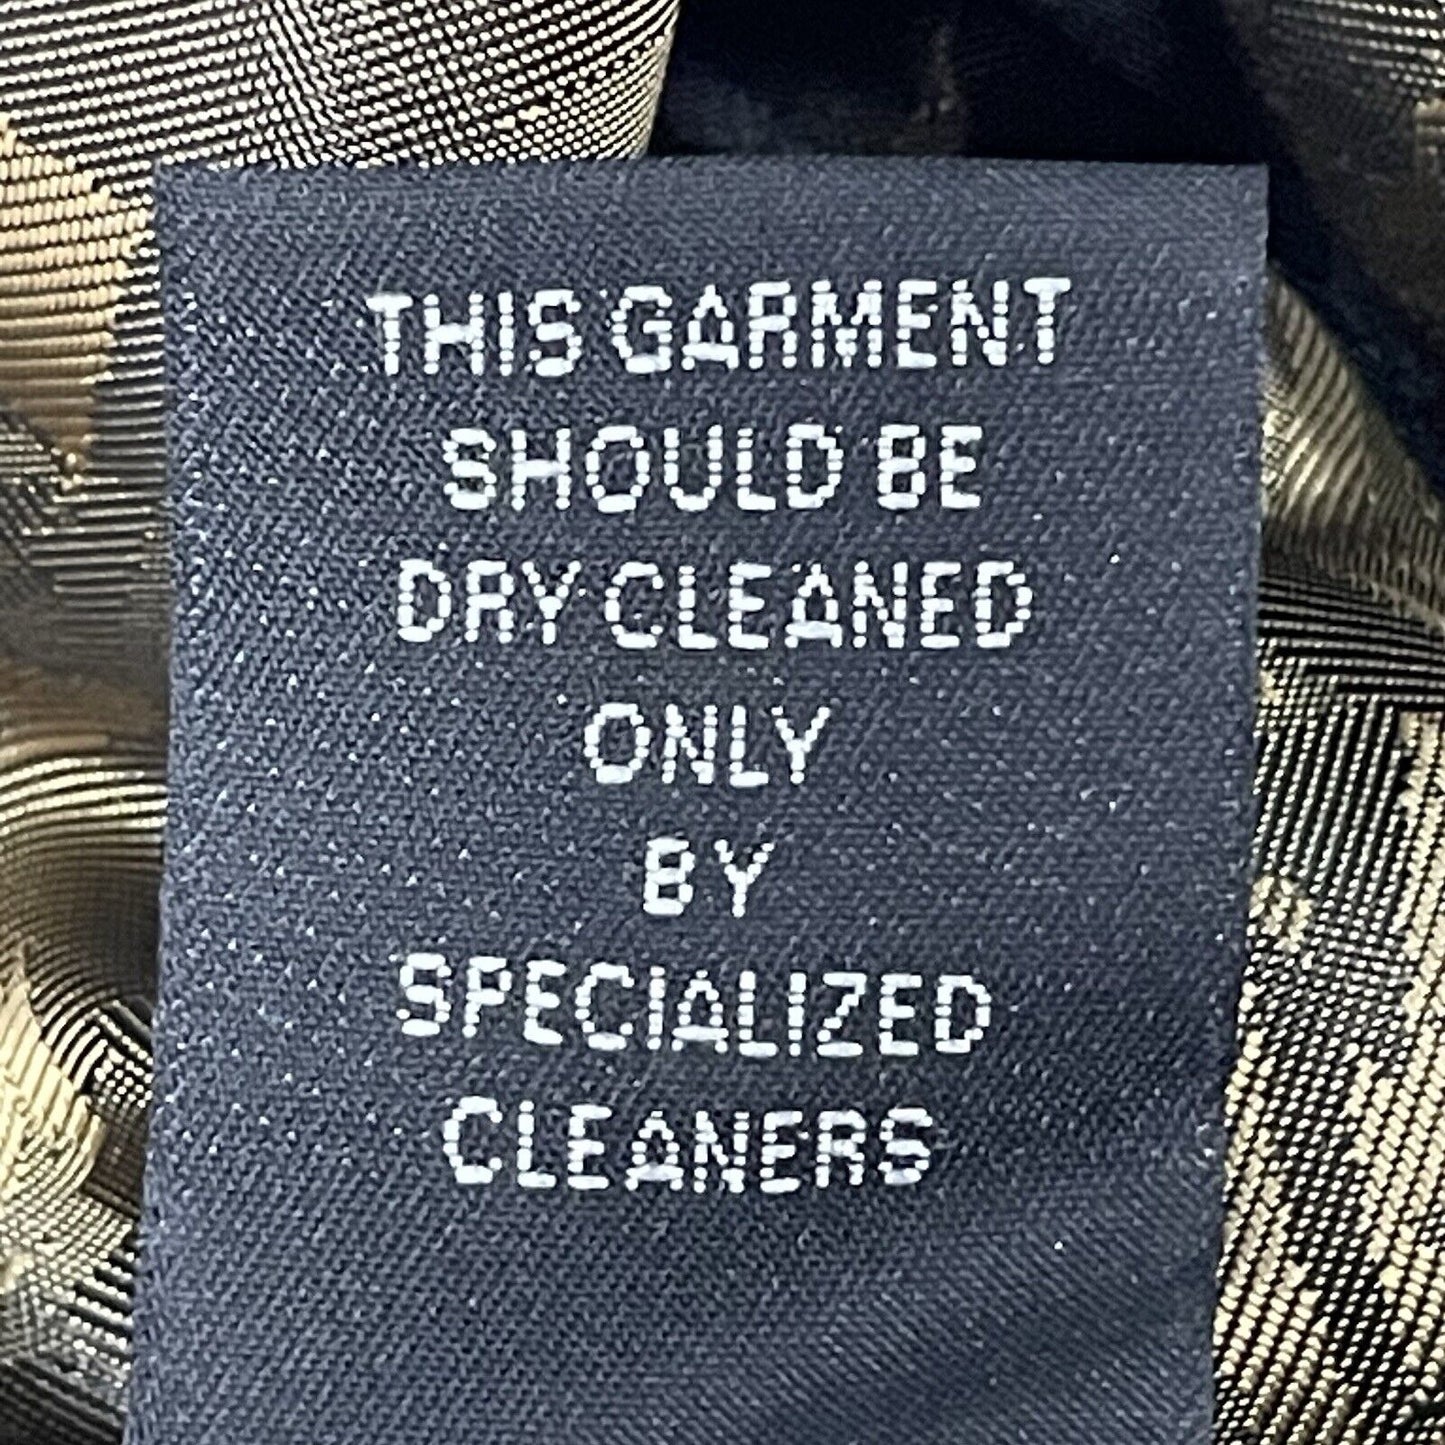 THIS GARMENT
SHOULD BE
DRY CLEANED
ONLY
BY
SPECIALIZED
CLEANERS